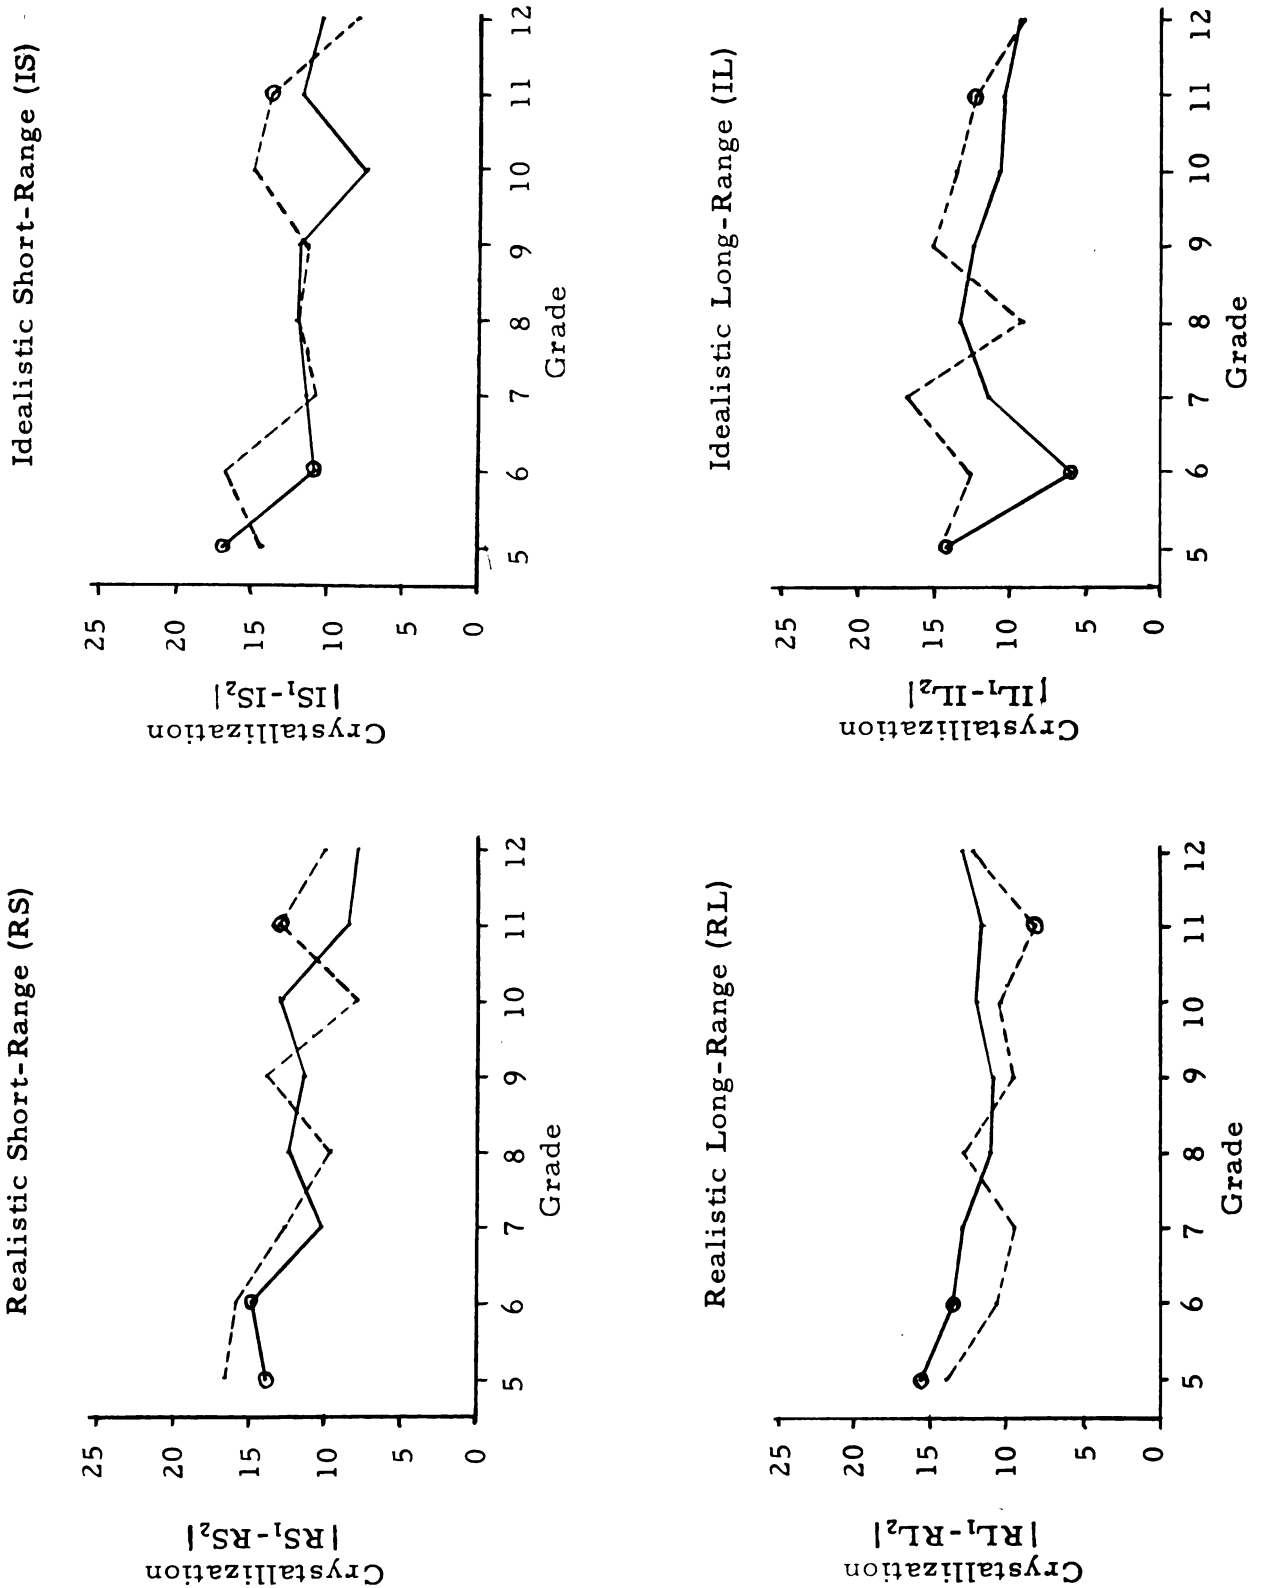 Realistic Short-Range (RS)
Crystallization
|RS₁-RS₂|
25
20
15
10
5
0
5 6 7 8 9 10 11 12
Grade
Idealistic Short-Range (IS)
Crystallization
|IS₁-IS₂|
25
20
15
10
5
0
5 6 7 8 9 10 11 12
Grade
Realistic Long-Range (RL)
Crystallization
|RL₁-RL₂|
25
20
15
10
5
0
5 6 7 8 9 10 11 12
Grade
Idealistic Long-Range (IL)
Crystallization
|IL₁-IL₂|
25
20
15
10
5
0
5 6 7 8 9 10 11 12
Grade